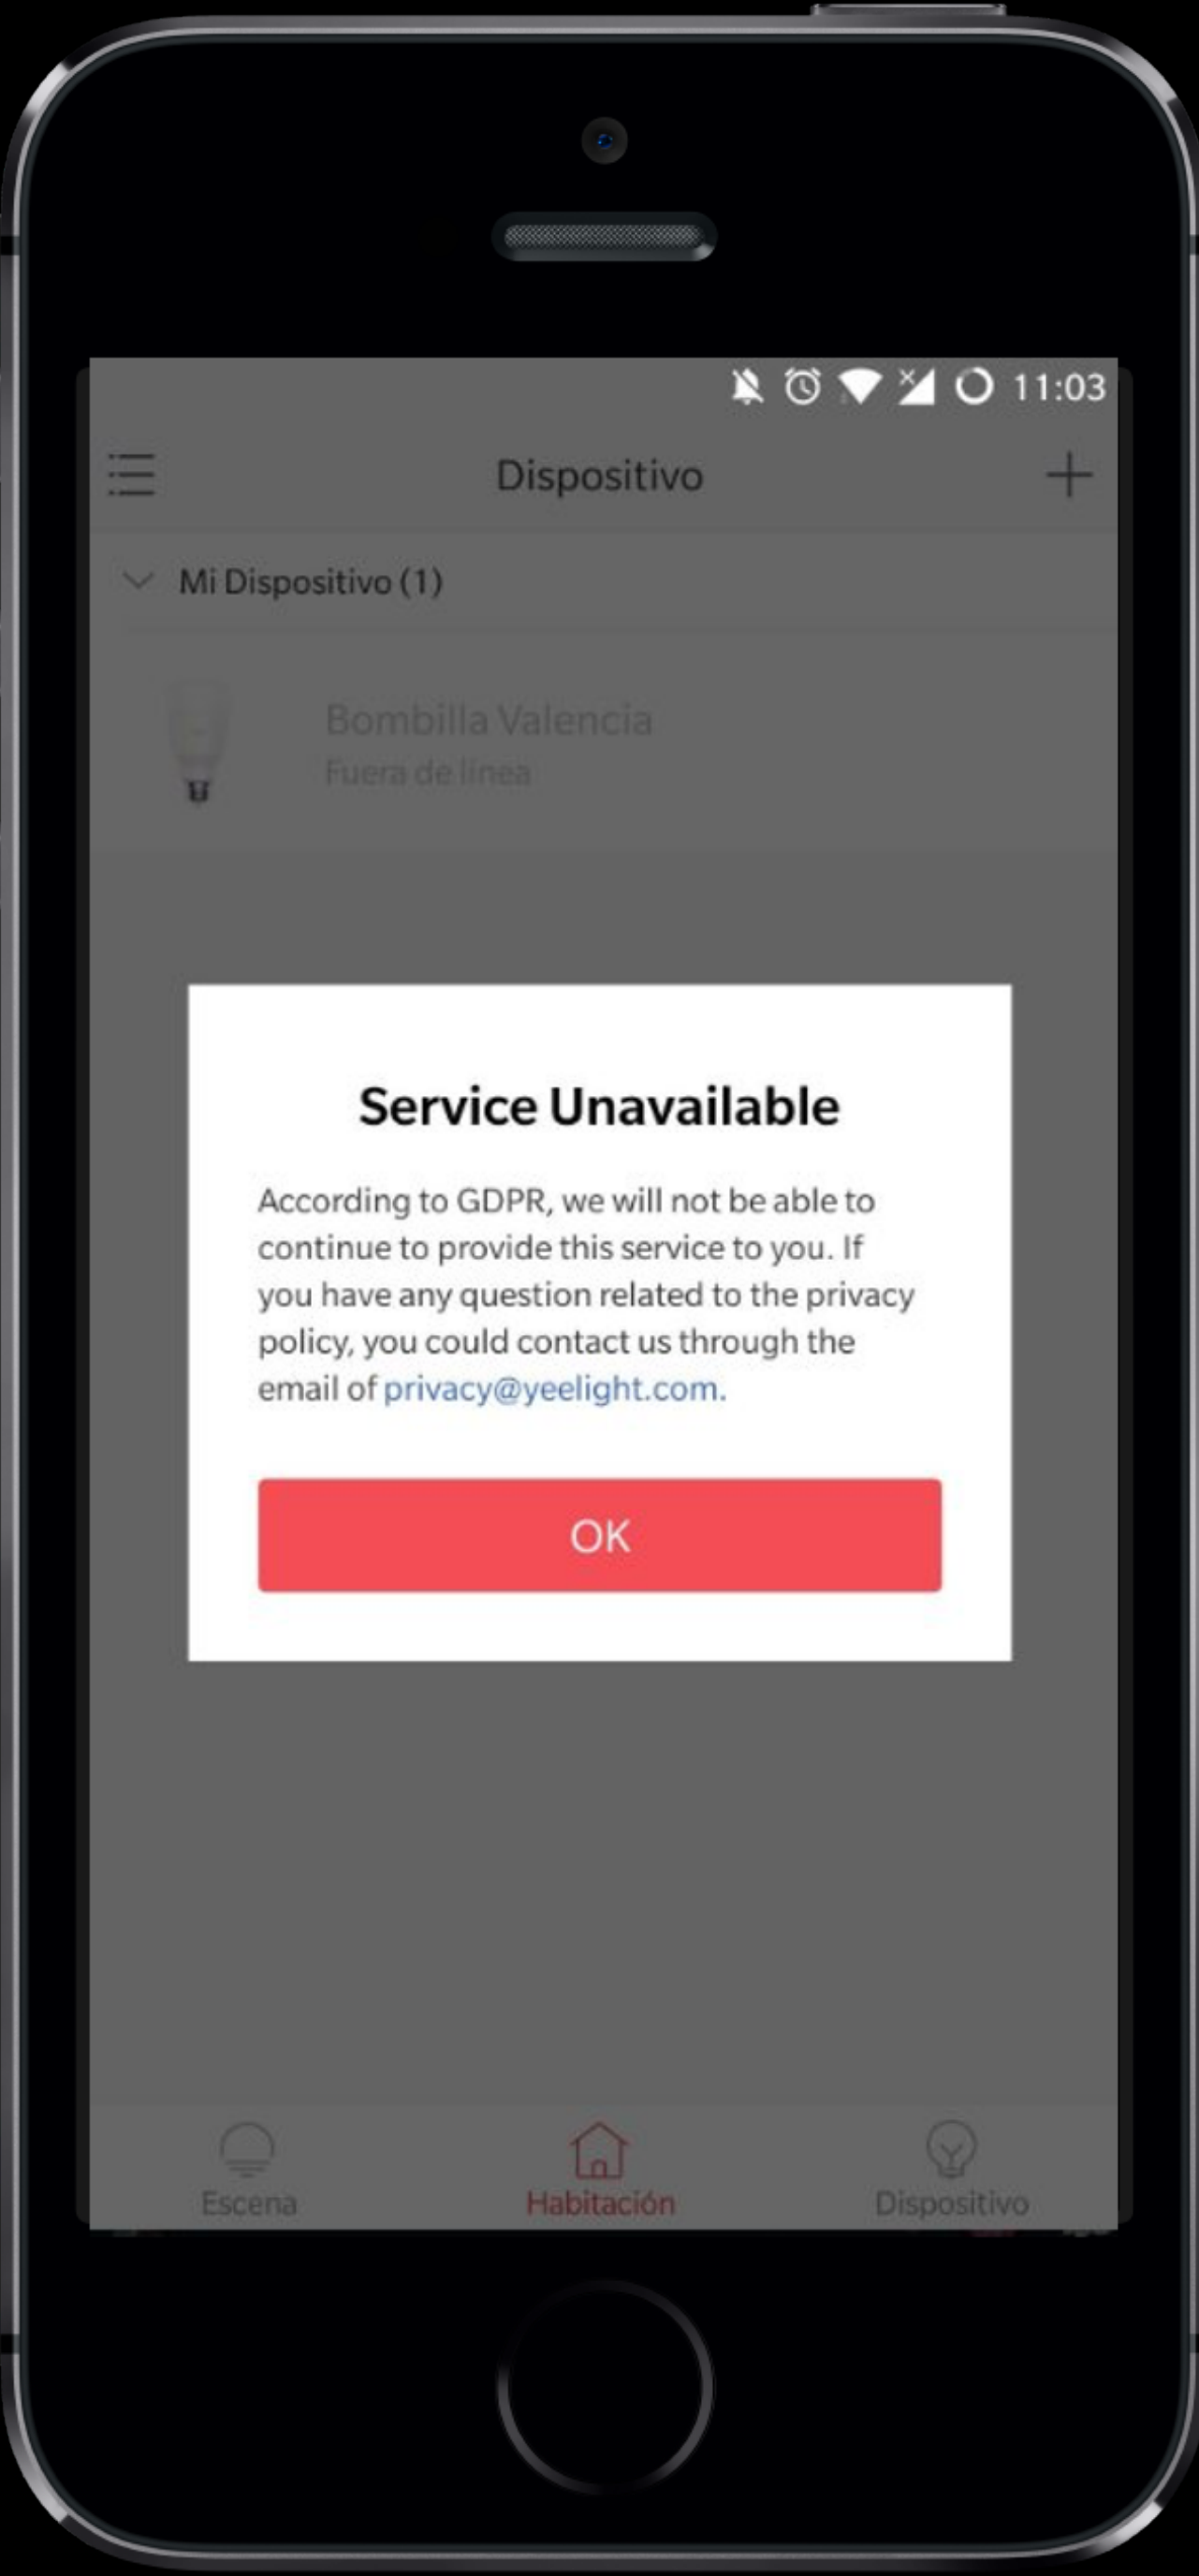 11:03
Dispositivo
Mi Dispositivo (1)
Bombilla Valencia
Fuera de línea
Service Unavailable
According to GDPR, we will not be able to
continue to provide this service to you. If
you have any question related to the privacy
policy, you could contact us through the
email of privacy@yeelight.com.
OK
Escena
Habitación
Dispositivo